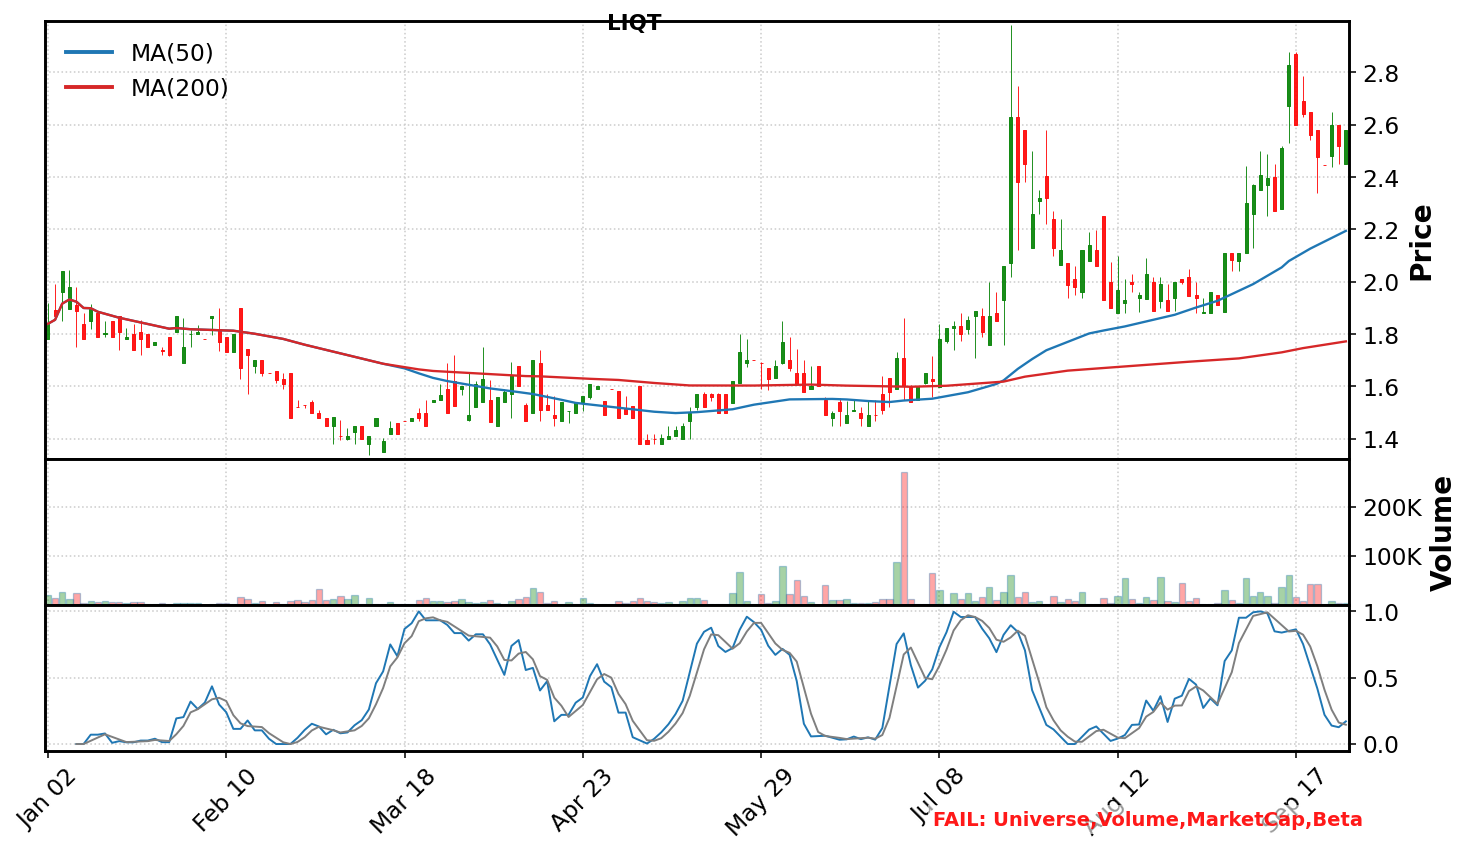 LIQT
MA(50)
MA(200)
2.8
2.6
2.4
2.2
2.0
1.8
1.6
1.4
Price
200K
100K
Volume
1.0
0.5
0.0
Jan 02
Feb 10
Mar 18
Apr 23
May 29
Jul 08
Aug 12
Sep 17
FAIL: Universe,Volume,MarketCap,Beta